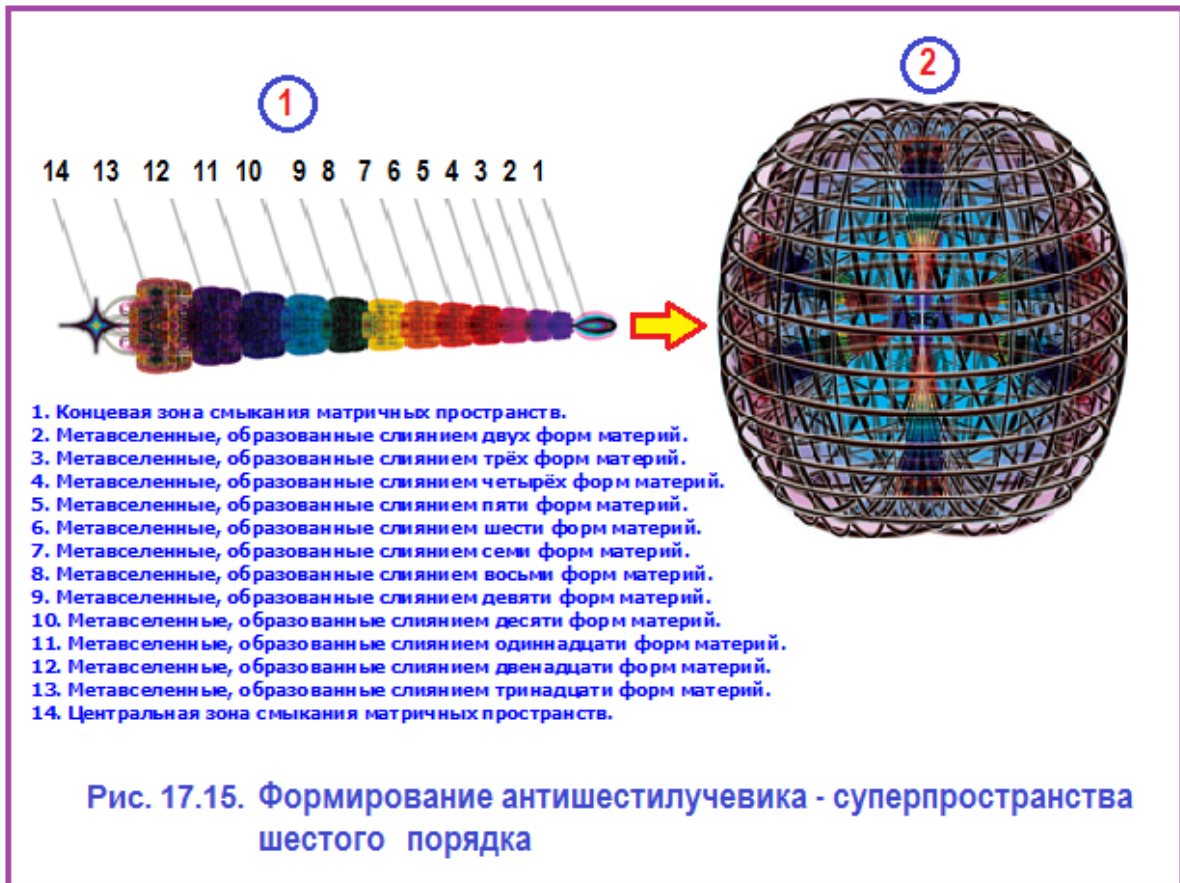 1
2
14 13 12 11 10 9 8 7 6 5 4 3 2 1
1. Концевая зона смыкания матричных пространств.
2. Метавселенные, образованные слиянием двух форм материй.
3. Метавселенные, образованные слиянием трёх форм материй.
4. Метавселенные, образованные слиянием четырёх форм материй.
5. Метавселенные, образованные слиянием пяти форм материй.
6. Метавселенные, образованные слиянием шести форм материй.
7. Метавселенные, образованные слиянием семи форм материй.
8. Метавселенные, образованные слиянием восьми форм материй.
9. Метавселенные, образованные слиянием девяти форм материй.
10. Метавселенные, образованные слиянием десяти форм материй.
11. Метавселенные, образованные слиянием одиннадцати форм материй.
12. Метавселенные, образованные слиянием двенадцати форм материй.
13. Метавселенные, образованные слиянием тринадцати форм материй.
14. Центральная зона смыкания матричных пространств.
Рис. 17.15. Формирование антишестилучевика - суперпространства
шестого порядка